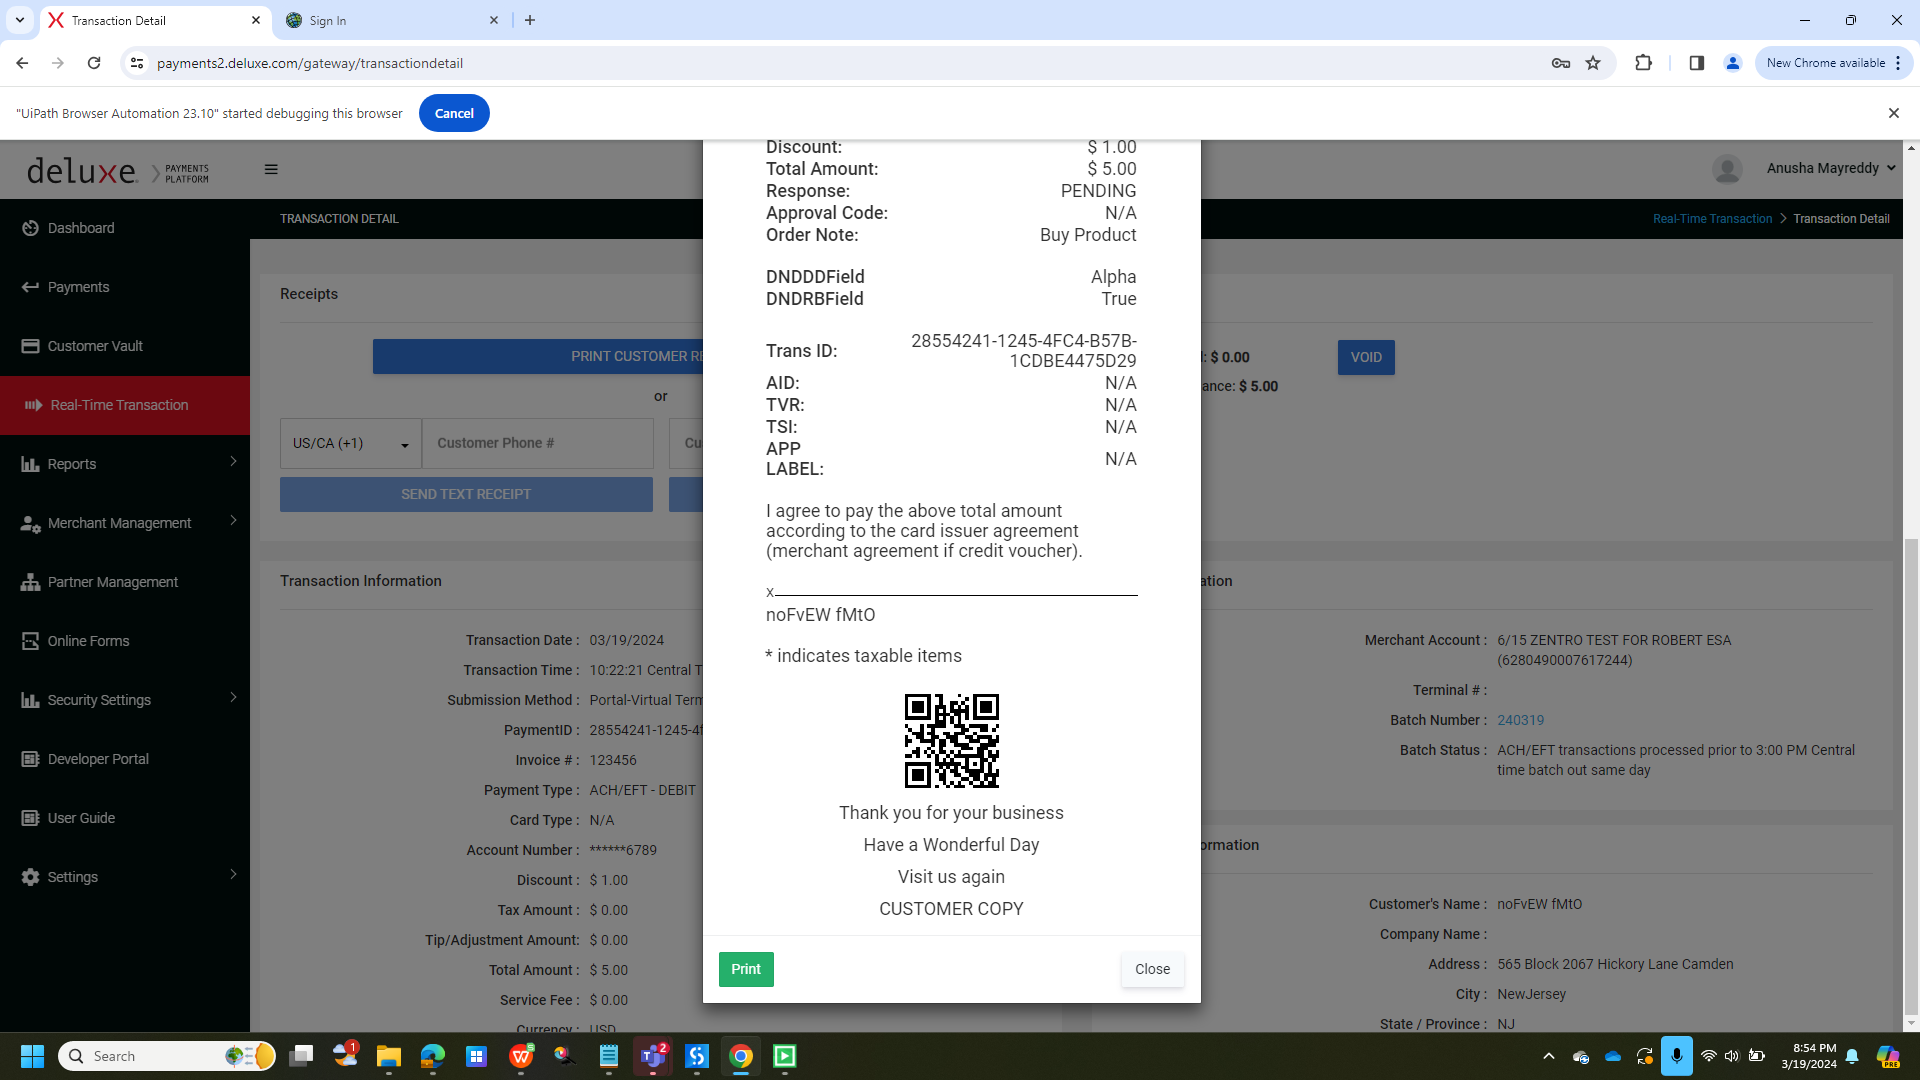 Transaction Detail
Sign In
payments2.deluxe.com/gateway/transactiondetail
New Chrome available
"UiPath Browser Automation 23.10" started debugging this browser
Cancel
deluxe.
PAYMENTS
PLATFORM
Anusha Mayreddy
TRANSACTION DETAIL
Real-Time Transaction
Transaction Detail
Dashboard
Payments
Customer Vault
Real-Time Transaction
Reports
Merchant Management
Partner Management
Online Forms
Security Settings
Developer Portal
User Guide
Settings
Receipts
PRINT CUSTOMER RE
or
US/CA (+1)
Customer Phone #
Cu
SEND TEXT RECEIPT
: $ 0.00
VOID
ance: $ 5.00
Transaction Information
Transaction Date : 03/19/2024
Transaction Time : 10:22:21 Central T
Submission Method : Portal-Virtual Term
PaymentID : 28554241-1245-4f
Invoice # : 123456
Payment Type : ACH/EFT - DEBIT
Card Type : N/A
Account Number : ******6789
Discount : $ 1.00
Tax Amount : $ 0.00
Tip/Adjustment Amount: $ 0.00
Total Amount : $ 5.00
Service Fee : $ 0.00
Currency : USD
Discount: $ 1.00
Total Amount: $ 5.00
Response: PENDING
Approval Code: N/A
Order Note: Buy Product
DNDDDField Alpha
DNDRBField True
Trans ID: 28554241-1245-4FC4-B57B-
1CDBE4475D29
AID: N/A
TVR: N/A
TSI: N/A
APP
LABEL: N/A
I agree to pay the above total amount
according to the card issuer agreement
(merchant agreement if credit voucher).
x
noFvEW fMtO
* indicates taxable items
Thank you for your business
Have a Wonderful Day
Visit us again
CUSTOMER COPY
Print
Close
ation
Merchant Account : 6/15 ZENTRO TEST FOR ROBERT ESA
(6280490007617244)
Terminal # :
Batch Number : 240319
Batch Status : ACH/EFT transactions processed prior to 3:00 PM Central
time batch out same day
ormation
Customer's Name : noFvEW fMtO
Company Name :
Address : 565 Block 2067 Hickory Lane Camden
City : NewJersey
State / Province : NJ
Search
1
2
8:54 PM
3/19/2024
PRE